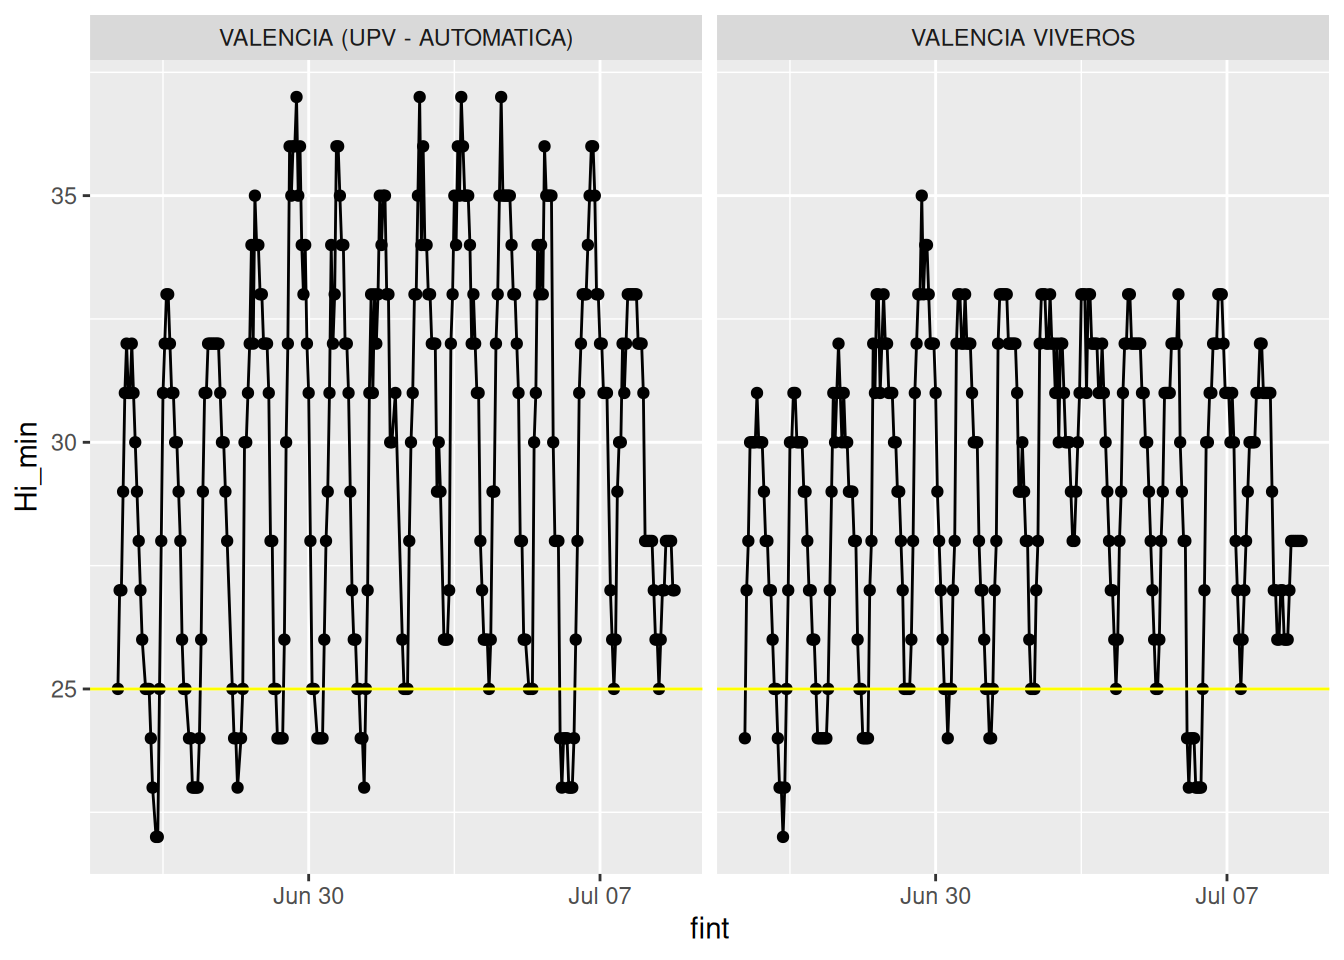 VALENCIA (UPV - AUTOMATICA)
VALENCIA VIVEROS
35
30
25
Hi_min
Jun 30
Jul 07
Jun 30
Jul 07
fint